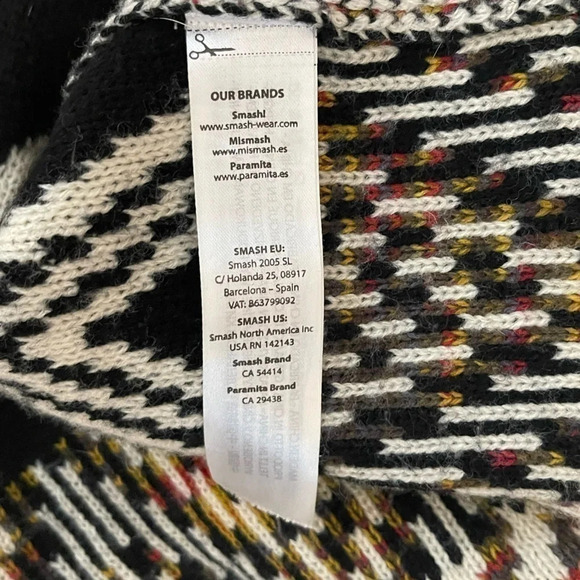 OUR BRANDS
Smash!
www.smash-wear.com
Mismash
www.mismash.es
Paramita
www.paramita.es
SMASH EU:
Smash 2005 SL
C/ Holanda 25, 08917
Barcelona – Spain
VAT: B63799092
SMASH US:
Smash North America Inc
USA RN 142143
Smash Brand
CA 54414
Paramita Brand
CA 29438